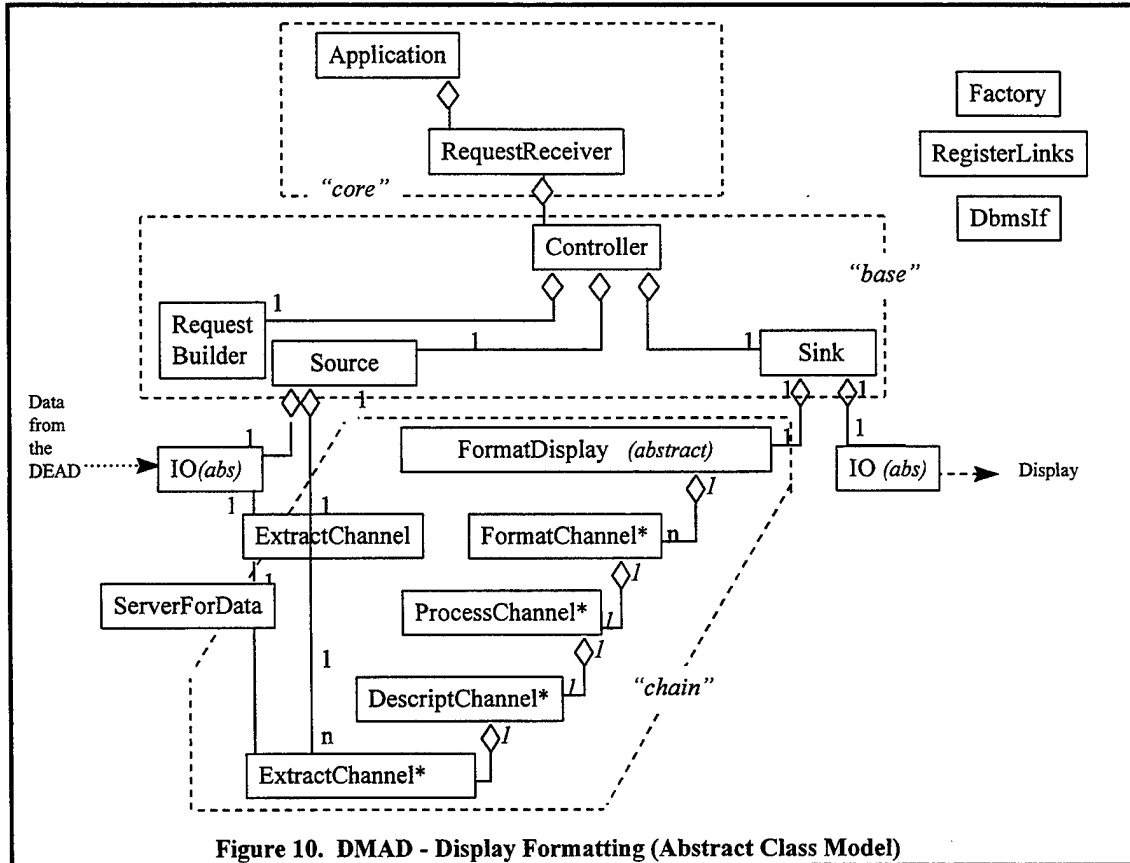 Application
Factory
RequestReceiver
RegisterLinks
"core"
DbmsIf
Controller
"base"
1
Request
Builder
1
Source
1
Sink
1
1
1
Data
from
the
DEAD
1
1
1
FormatDisplay (abstract)
IO(abs)
IO (abs)
Display
1
1
1
n
ExtractChannel
FormatChannel*
1
1
ServerForData
ProcessChannel*
1
1
1
DescriptChannel*
1
"chain"
n
1
ExtractChannel*
Figure 10. DMAD - Display Formatting (Abstract Class Model)